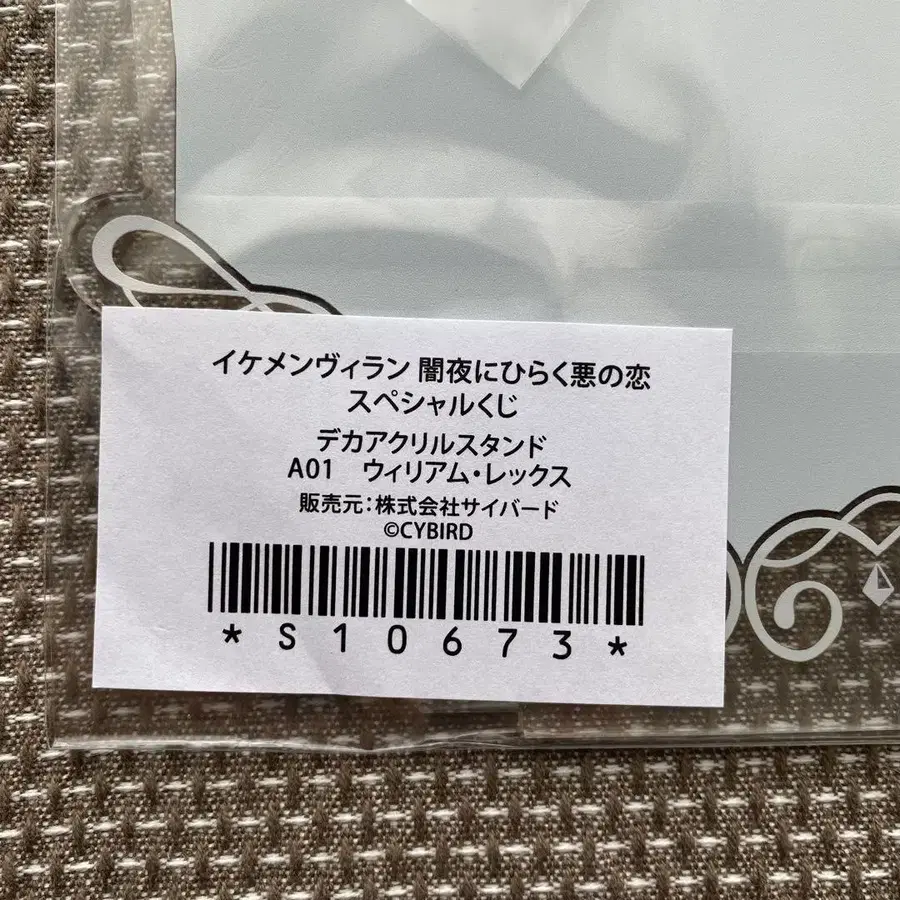 イケメンヴィラン 闇夜にひらく悪の恋
スペシャルくじ
デカアクリルスタンド
A01　ウィリアム・レックス
販売元：株式会社サイバード
©CYBIRD
*S10673*